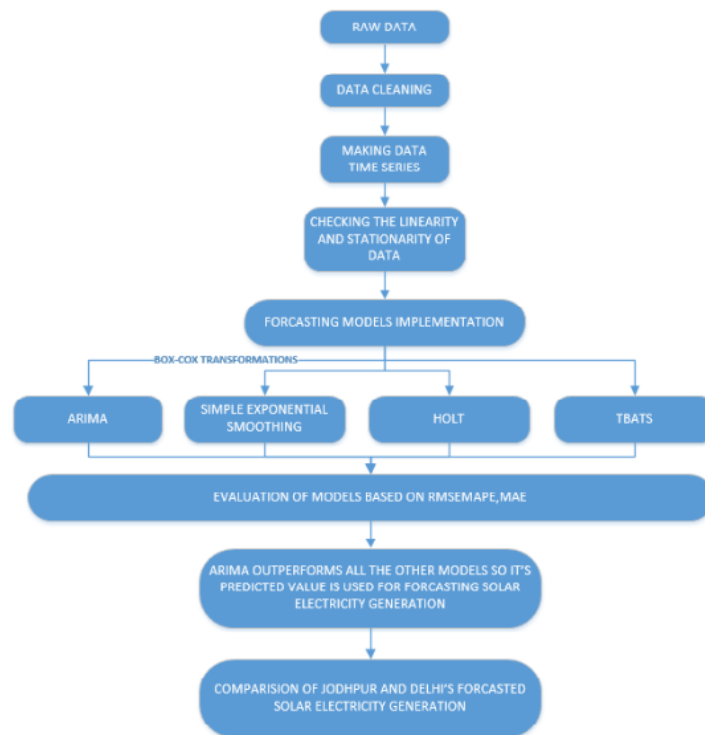 RAW DATA
DATA CLEANING
MAKING DATA
TIME SERIES
CHECKING THE LINEARITY
AND STATIONARITY OF
DATA
FORCASTING MODELS IMPLEMENTATION
BOX-COX TRANSFORMATIONS
ARIMA
SIMPLE EXPONENTIAL
SMOOTHING
HOLT
TBATS
EVALUATION OF MODELS BASED ON RMSEMAPE,MAE
ARIMA OUTPERFORMS ALL THE OTHER MODELS SO IT'S
PREDICTED VALUE IS USED FOR FORCASTING SOLAR
ELECTRICITY GENERATION
COMPARISION OF JODHPUR AND DELHI'S FORCASTED
SOLAR ELECTRICITY GENERATION